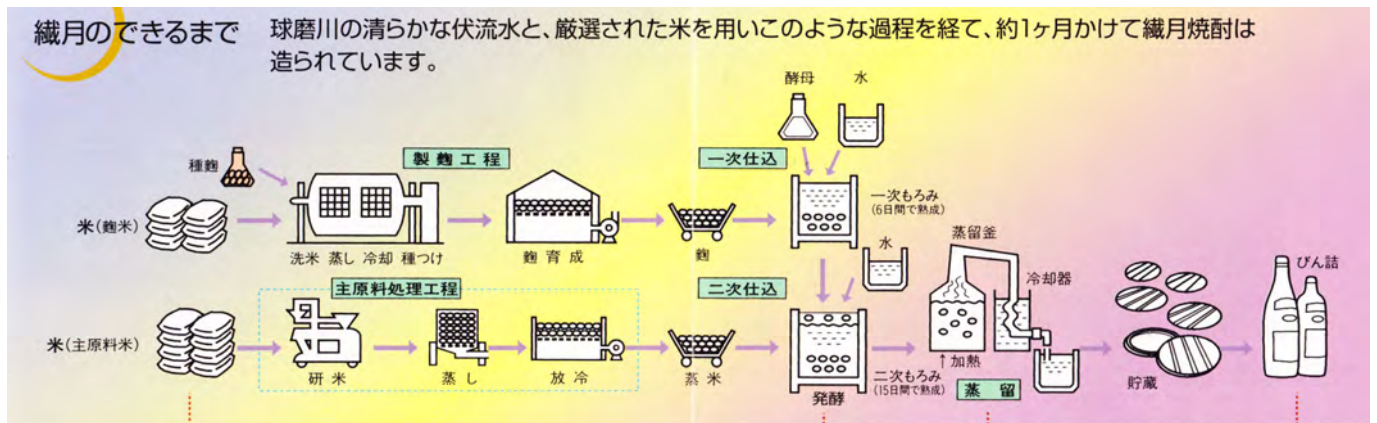 繊月のできるまで
球磨川の清らかな伏流水と、厳選された米を用いこのような過程を経て、約1ヶ月かけて繊月焼酎は
造られています。
酵母
水
種麴
製麴工程
一次仕込
米(麴米)
洗米 蒸し 冷却 種つけ
麴育成
麴
一次もろみ
(6日間で熟成)
水
蒸留釜
冷却器
びん詰
主原料処理工程
二次仕込
米(主原料米)
研米
蒸し
放冷
蒸米
発酵
二次もろみ
(15日間で熟成)
↑加熱
蒸留
貯蔵